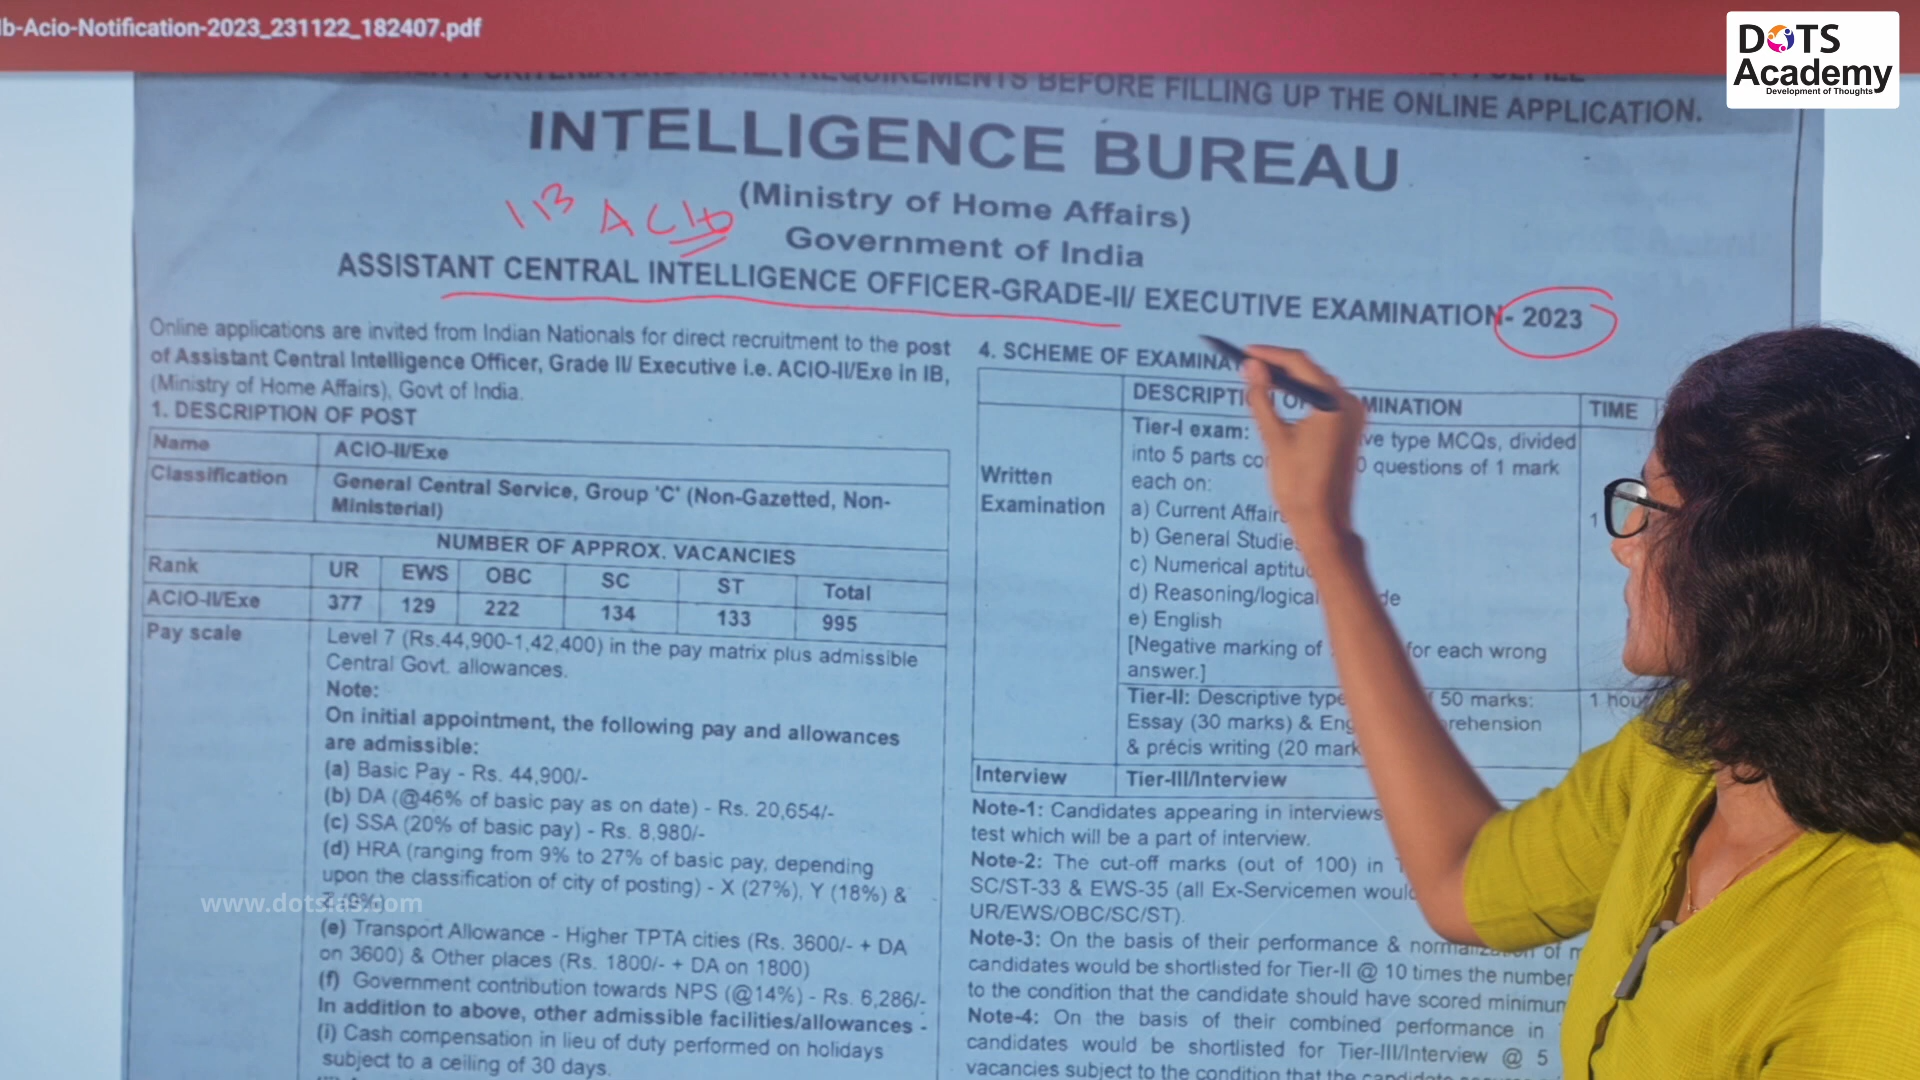 Ib-Acio-Notification-2023_231122_182407.pdf
DOTS
Academy
Development of Thoughts
REQUIREMENTS BEFORE FILLING UP THE ONLINE APPLICATION.
INTELLIGENCE BUREAU
(Ministry of Home Affairs)
IB ACIO
Government of India
ASSISTANT CENTRAL INTELLIGENCE OFFICER-GRADE-II/ EXECUTIVE EXAMINATION- 2023
Online applications are invited from Indian Nationals for direct recruitment to the post
of Assistant Central Intelligence Officer, Grade II/ Executive i.e. ACIO-II/Exe in IB,
(Ministry of Home Affairs), Govt of India.
1. DESCRIPTION OF POST
Name ACIO-II/Exe
Classification General Central Service, Group 'C' (Non-Gazetted, Non-
Ministerial)
NUMBER OF APPROX. VACANCIES
Rank UR EWS OBC SC ST Total
ACIO-II/Exe 377 129 222 134 133 995
Pay scale Level 7 (Rs.44,900-1,42,400) in the pay matrix plus admissible
Central Govt. allowances.
Note:
On initial appointment, the following pay and allowances
are admissible:
(a) Basic Pay - Rs. 44,900/-
(b) DA (@46% of basic pay as on date) - Rs. 20,654/-
(c) SSA (20% of basic pay) - Rs. 8,980/-
(d) HRA (ranging from 9% to 27% of basic pay, depending
upon the classification of city of posting) - X (27%), Y (18%) &
www.dotsias.com
(e) Transport Allowance - Higher TPTA cities (Rs. 3600/- + DA
on 3600) & Other places (Rs. 1800/- + DA on 1800)
(f) Government contribution towards NPS (@14%) - Rs. 6,286/-
In addition to above, other admissible facilities/allowances -
(i) Cash compensation in lieu of duty performed on holidays
subject to a ceiling of 30 days.
4. SCHEME OF
TIME
Tier-I exam: type MCQs, divided
into 5 parts questions of 1 mark
each on:
Written
Examination
a) Current
b) General
c) Numerical
d) Reasoning/logical
e) English
[Negative marking of for each wrong
answer.]
Tier-II: Descriptive type 50 marks: 1
Essay (30 marks) &
& précis writing (20
Interview Tier-III/Interview
Note-1: Candidates appearing in interviews
test which will be a part of interview.
Note-2: The cut-off marks (out of 100) in
SC/ST-33 & EWS-35 (all Ex-Servicemen
UR/EWS/OBC/SC/ST).
Note-3: On the basis of their performance & of
candidates would be shortlisted for Tier-II @ 10 times the number
to the condition that the candidate should have scored
Note-4: On the basis of their combined performance in
candidates would be shortlisted for Tier-III/Interview @ 5
vacancies subject to the condition that the candidate